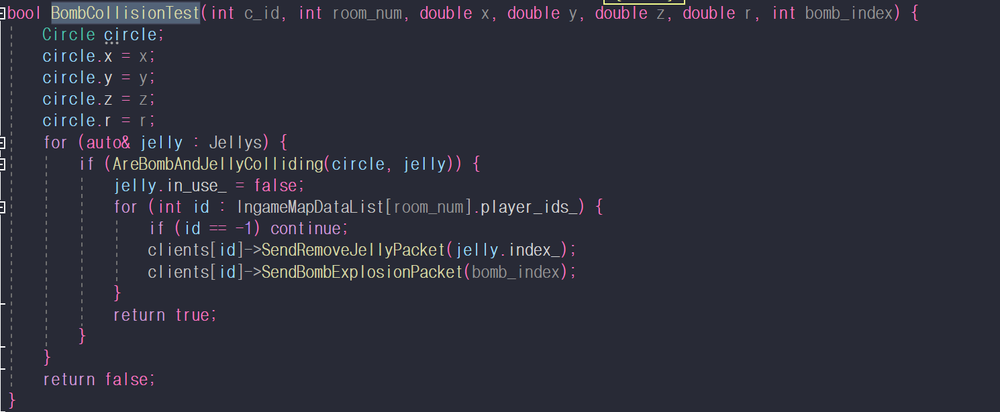 bool BombCollisionTest(int c_id, int room_num, double x, double y, double z, double r, int bomb_index) {
    Circle circle;
    circle.x = x;
    circle.y = y;
    circle.z = z;
    circle.r = r;
    for (auto& jelly : Jellys) {
        if (AreBombAndJellyColliding(circle, jelly)) {
            jelly.in_use_ = false;
            for (int id : IngameMapDataList[room_num].player_ids_) {
                if (id == -1) continue;
                clients[id]->SendRemoveJellyPacket(jelly.index_);
                clients[id]->SendBombExplosionPacket(bomb_index);
            }
            return true;
        }
    }
    return false;
}